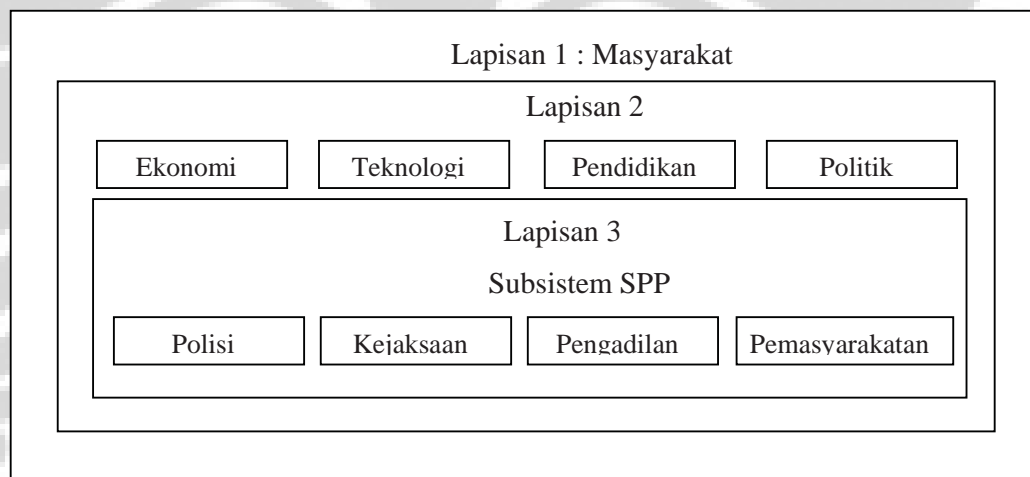 Lapisan 1 : Masyarakat
Lapisan 2
Ekonomi
Teknologi
Pendidikan
Politik
Lapisan 3
Subsistem SPP
Polisi
Kejaksaan
Pengadilan
Pemasyarakatan